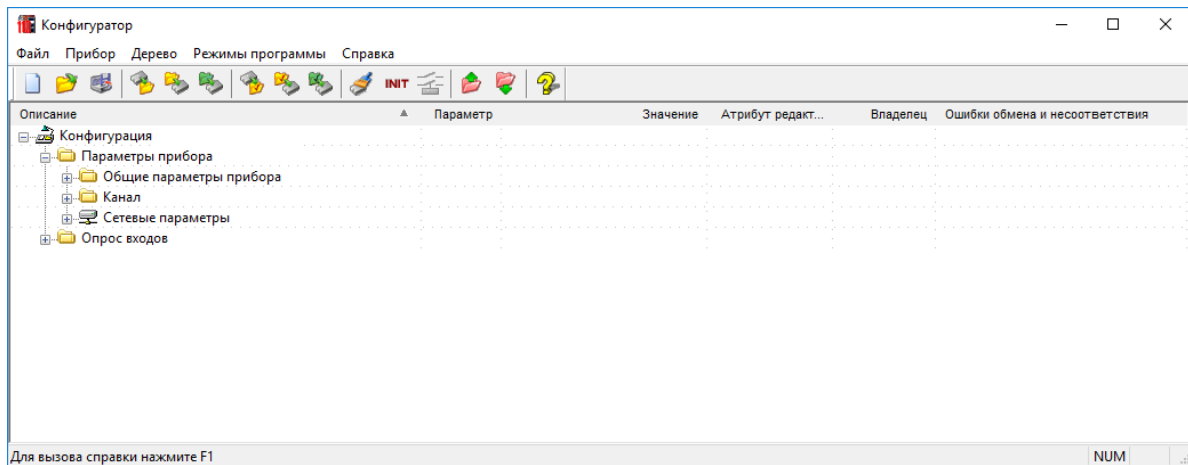 Конфигуратор
Файл Прибор Дерево Режимы программы Справка
INIT
Описание Параметр Значение Атрибут редакт... Владелец Ошибки обмена и несоответствия
Конфигурация
Параметры прибора
Общие параметры прибора
Канал
Сетевые параметры
Опрос входов
Для вызова справки нажмите F1 NUM